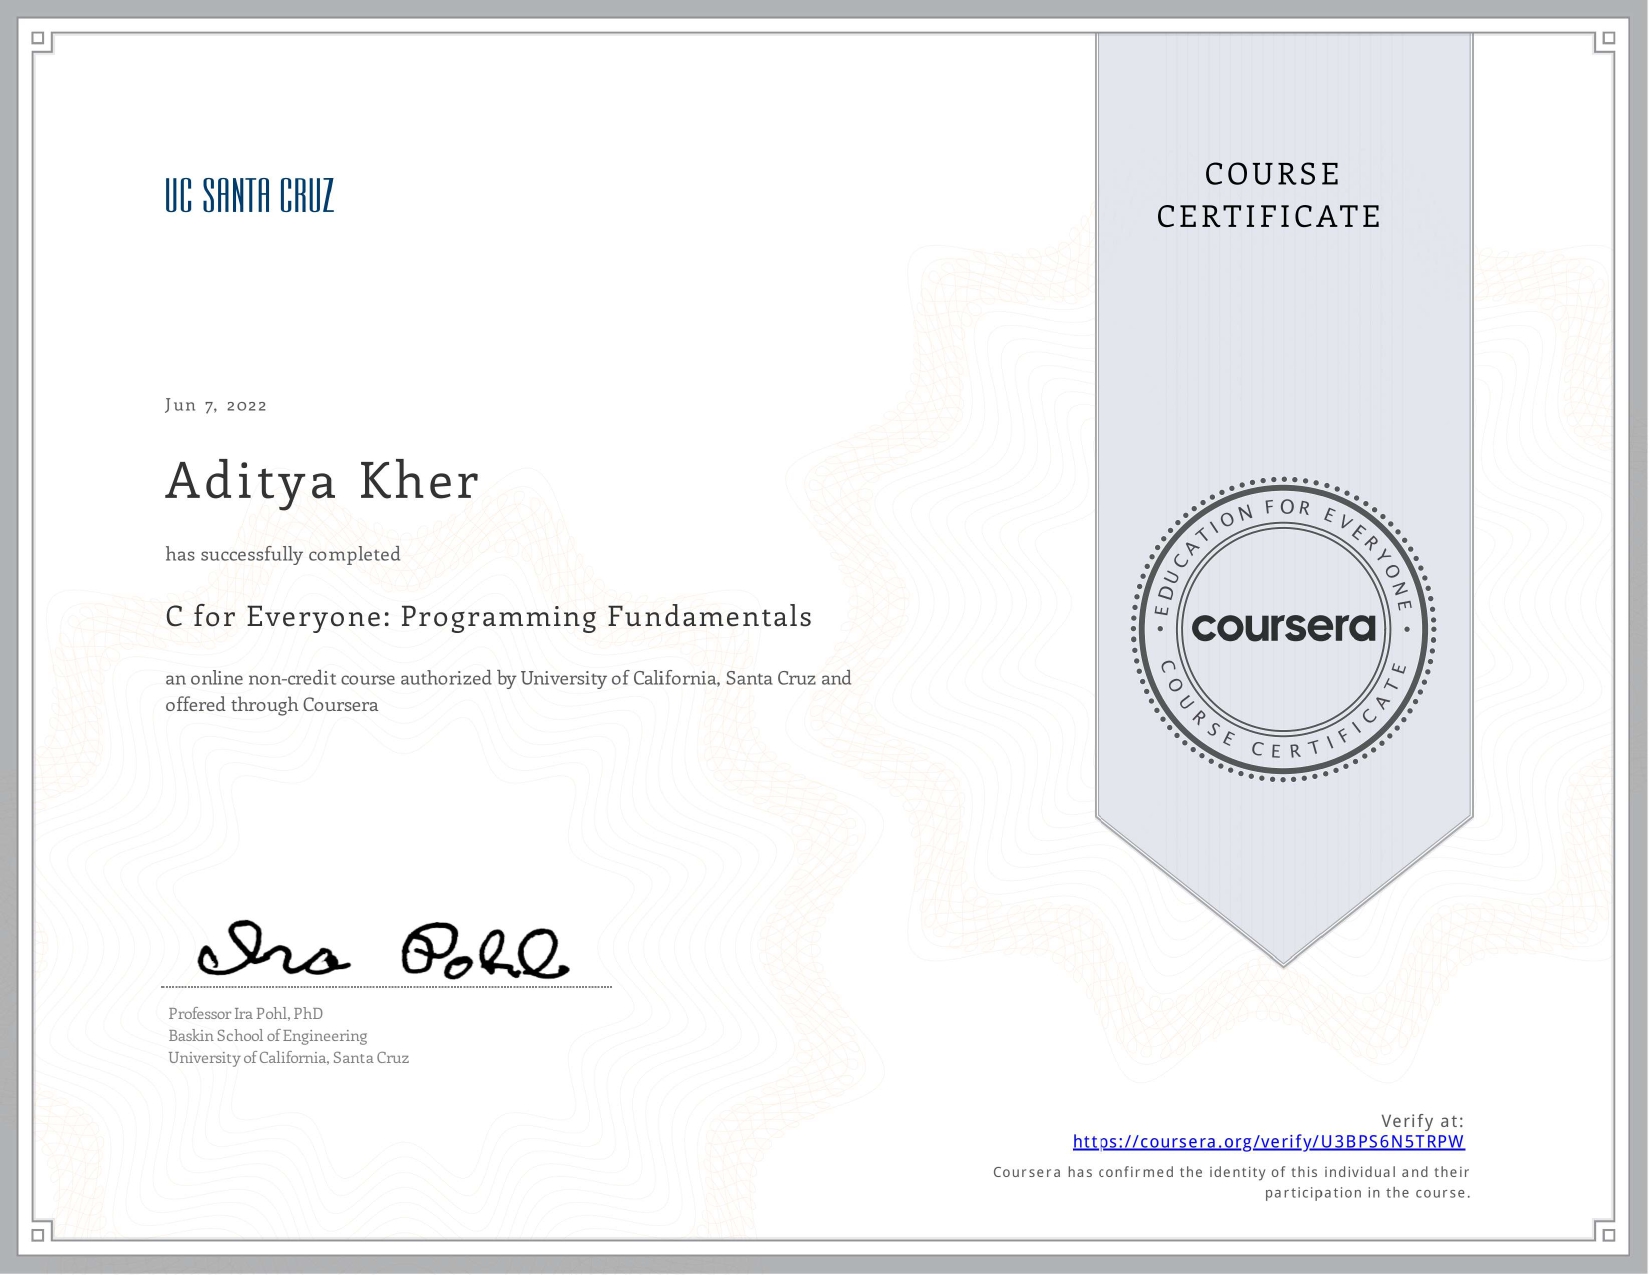 UC SANTA CRUZ
COURSE
CERTIFICATE
Jun 7, 2022
Aditya Kher
has successfully completed
C for Everyone: Programming Fundamentals
an online non-credit course authorized by University of California, Santa Cruz and
offered through Coursera
EDUCATION FOR EVERYONE
coursera
COURSE CERTIFICATE
Ira Pohl
Professor Ira Pohl, PhD
Baskin School of Engineering
University of California, Santa Cruz
Verify at:
https://coursera.org/verify/U3BPS6N5TRPW
Coursera has confirmed the identity of this individual and their
participation in the course.